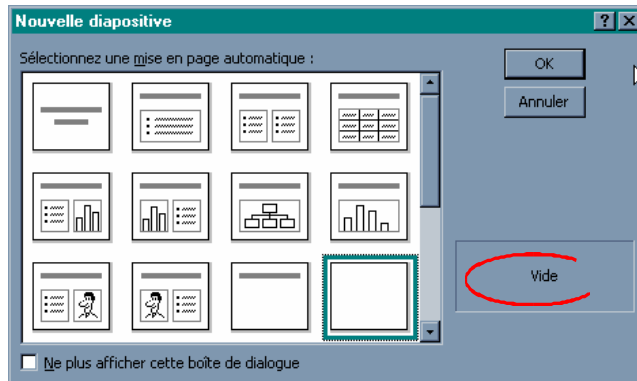 Nouvelle diapositive
Sélectionnez une mise en page automatique :
OK
Annuler
Vide
Ne plus afficher cette boîte de dialogue